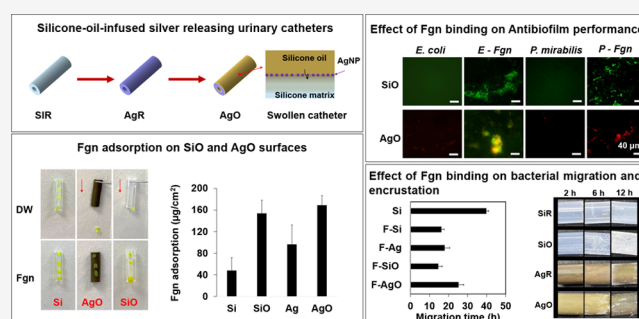 Silicone-oil-infused silver releasing urinary catheters
Silicone oil
AgNP
Silicone matrix
SIR
AgR
AgO
Swollen catheter
Fgn adsorption on SiO and AgO surfaces
DW
Fgn
Si
AgO
SiO
Fgn adsorption (μg/cm²)
200
160
120
80
40
0
Si
SiO
Ag
AgO
Effect of Fgn binding on Antibiofilm performance
E. coli
E - Fgn
P. mirabilis
P - Fgn
SiO
AgO
40 μm
Effect of Fgn binding on bacterial migration and
encrustation
Si
F-Si
F-Ag
F-SiO
F-AgO
0 10 20 30 40 50
Migration time (h)
2 h
6 h
12 h
SiR
SiO
AgR
AgO